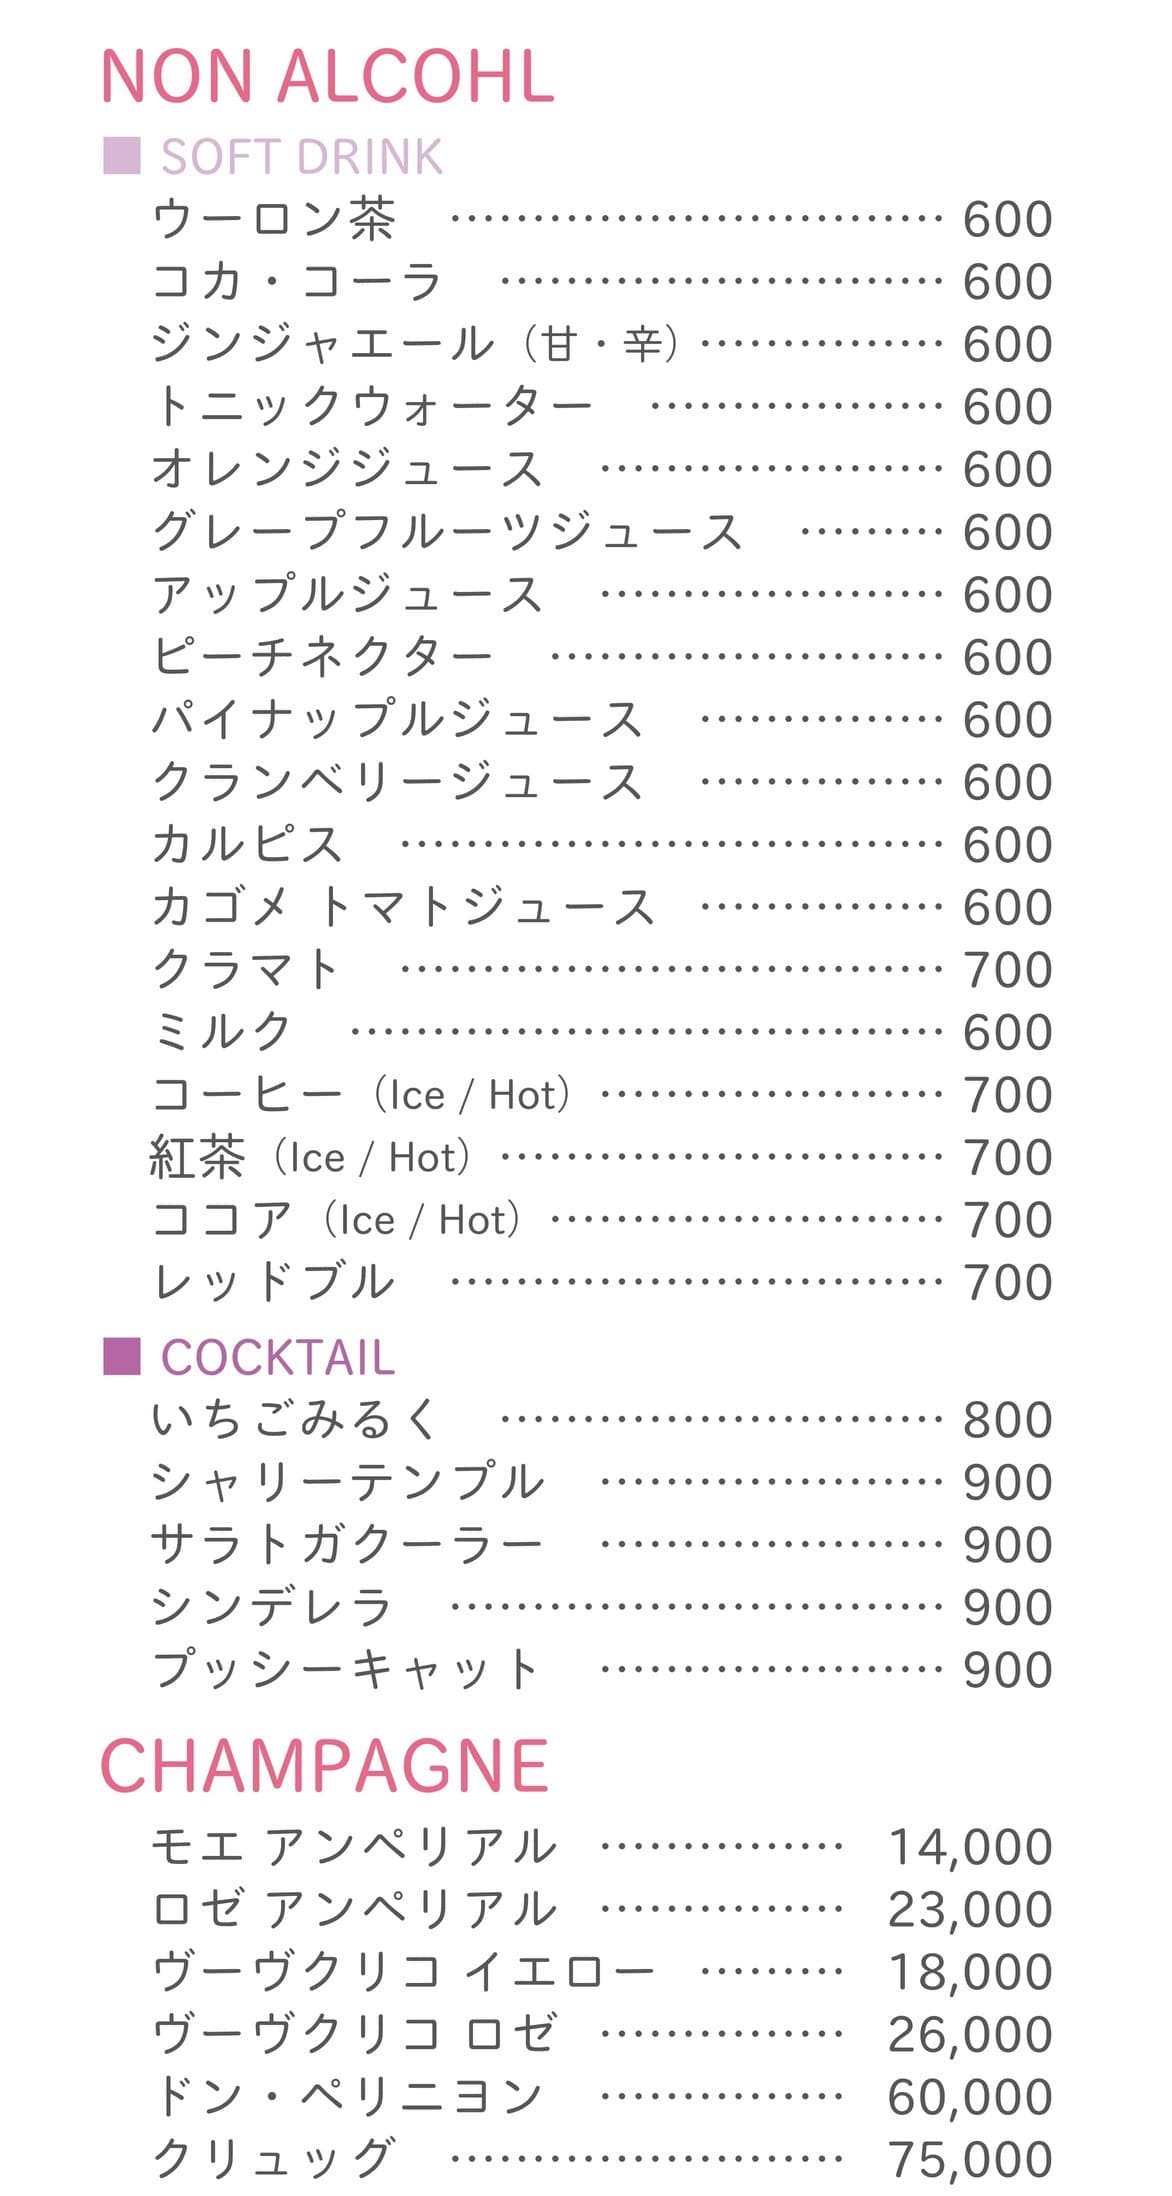 NON ALCOHL
■ SOFT DRINK
ウーロン茶 ………………………… 600
コカ・コーラ ……………………… 600
ジンジャエール（甘・辛）…………… 600
トニックウォーター ……………… 600
オレンジジュース ………………… 600
グレープフルーツジュース ……… 600
アップルジュース ………………… 600
ピーチネクター …………………… 600
パイナップルジュース …………… 600
クランベリージュース …………… 600
カルピス …………………………… 600
カゴメ トマトジュース …………… 600
クラマト …………………………… 700
ミルク ……………………………… 600
コーヒー（Ice / Hot）………………… 700
紅茶（Ice / Hot）……………………… 700
ココア（Ice / Hot）…………………… 700
レッドブル ………………………… 700
■ COCKTAIL
いちごみるく ……………………… 800
シャリーテンプル ………………… 900
サラトガクーラー ………………… 900
シンデレラ ………………………… 900
プッシーキャット ………………… 900
CHAMPAGNE
モエ アンペリアル …………… 14,000
ロゼ アンペリアル …………… 23,000
ヴーヴクリコ イエロー ……… 18,000
ヴーヴクリコ ロゼ …………… 26,000
ドン・ペリニヨン …………… 60,000
クリュッグ …………………… 75,000